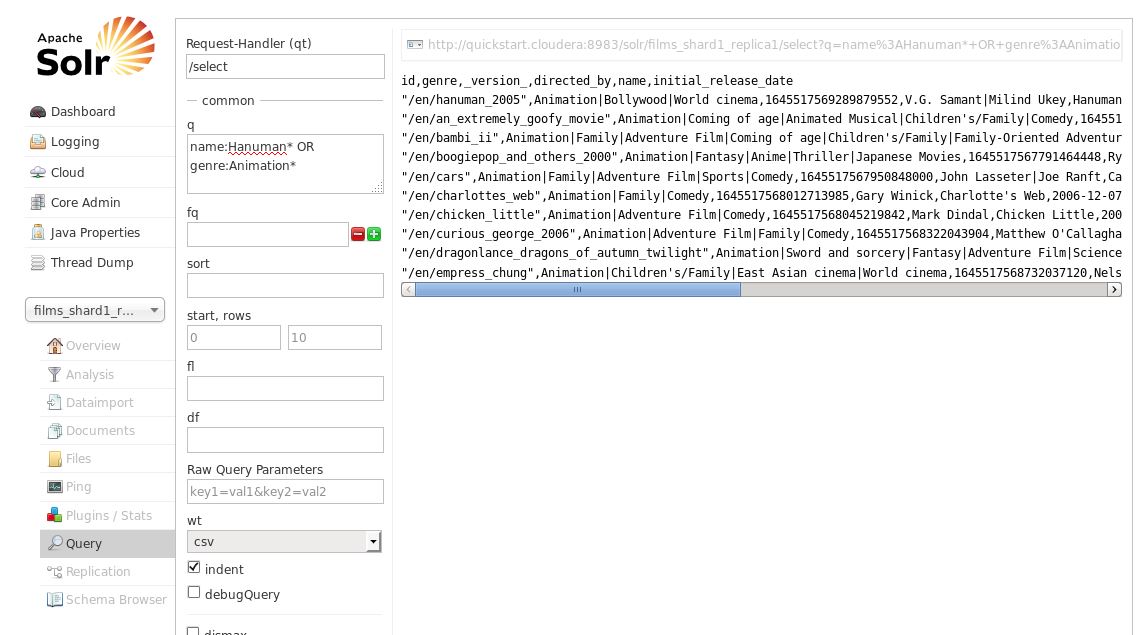 Apache
Solr
Dashboard
Logging
Cloud
Core Admin
Java Properties
Thread Dump
films_shard1_r...
Overview
Analysis
Dataimport
Documents
Files
Ping
Plugins / Stats
Query
Replication
Schema Browser
Request-Handler (qt)
/select
common
q
name:Hanuman* OR
genre:Animation*
fq
sort
start, rows
0 10
fl
df
Raw Query Parameters
key1=val1&key2=val2
wt
csv
indent
debugQuery
dismax
http://quickstart.cloudera:8983/solr/films_shard1_replica1/select?q=name%3AHanuman*+OR+genre%3AAnimatio
id,genre,_version_,directed_by,name,initial_release_date
"/en/hanuman_2005",Animation|Bollywood|World cinema,1645517569289879552,V.G. Samant|Milind Ukey,Hanuman
"/en/an_extremely_goofy_movie",Animation|Coming of age|Animated Musical|Children's/Family|Comedy,164551
"/en/bambi_ii",Animation|Family|Adventure Film|Coming of age|Children's/Family|Family-Oriented Adventur
"/en/boogiepop_and_others_2000",Animation|Fantasy|Anime|Thriller|Japanese Movies,1645517567791464448,Ry
"/en/cars",Animation|Family|Adventure Film|Sports|Comedy,1645517567950848000,John Lasseter|Joe Ranft,Ca
"/en/charlottes_web",Animation|Family|Comedy,1645517568012713985,Gary Winick,Charlotte's Web,2006-12-07
"/en/chicken_little",Animation|Adventure Film|Comedy,1645517568045219842,Mark Dindal,Chicken Little,200
"/en/curious_george_2006",Animation|Adventure Film|Family|Comedy,1645517568322043904,Matthew O'Callagha
"/en/dragonlance_dragons_of_autumn_twilight",Animation|Sword and sorcery|Fantasy|Adventure Film|Science
"/en/empress_chung",Animation|Children's/Family|East Asian cinema|World cinema,1645517568732037120,Nels